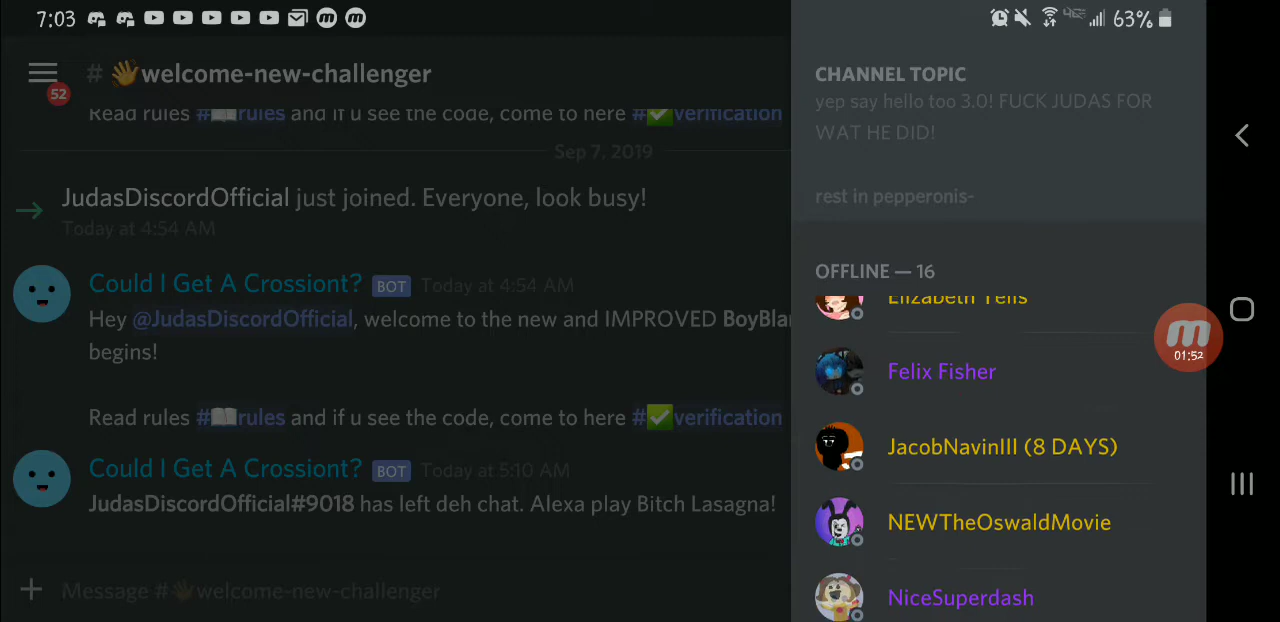 7:03
63%
52
# 👋welcome-new-challenger
Read rules #📖rules and if u see the code, come to here #✅verification
Sep 7, 2019
JudasDiscordOfficial just joined. Everyone, look busy!
Today at 4:54 AM
Could I Get A Crossiont? BOT Today at 4:54 AM
Hey @JudasDiscordOfficial, welcome to the new and IMPROVED
begins!
Read rules #📖rules and if u see the code, come to here #✅verification
Could I Get A Crossiont? BOT Today at 5:10 AM
JudasDiscordOfficial#9018 has left deh chat. Alexa play Bitch Lasagna!
Message #👋welcome-new-challenger
CHANNEL TOPIC
yep say hello too 3.0! FUCK JUDAS FOR
WAT HE DID!
rest in pepperonis-
OFFLINE — 16
Elizabeth
Felix Fisher
JacobNavinIII (8 DAYS)
NEWTheOswaldMovie
NiceSuperdash
01:52